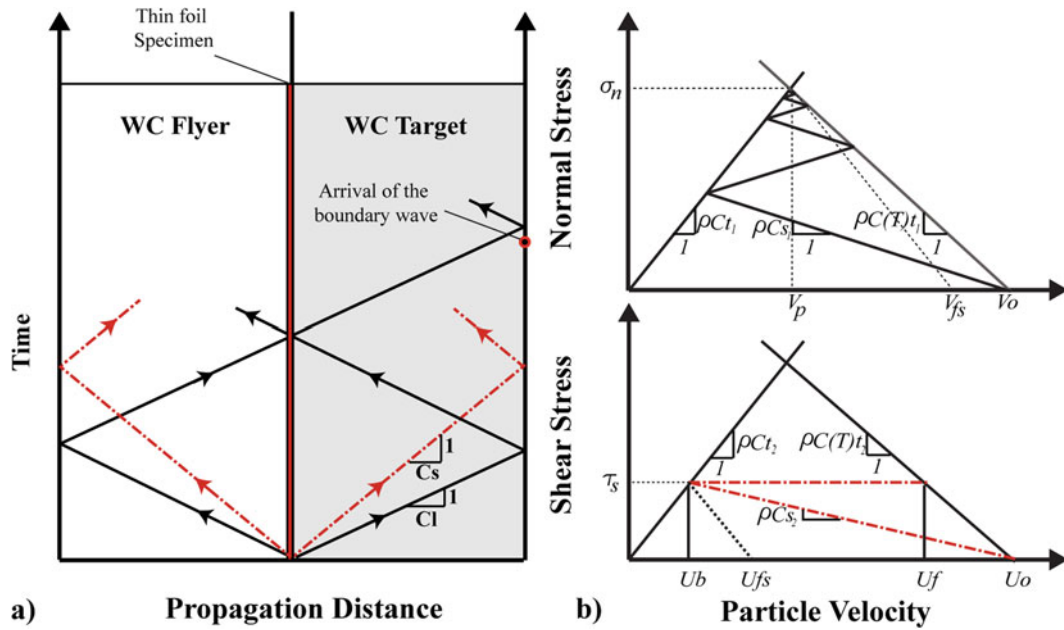 Thin foil
Specimen
WC Flyer
WC Target
Arrival of the
boundary wave
Time
Cs
1
Cl
1
a)
Propagation Distance
Normal Stress
σn
ρCt1
1
ρCs1
1
ρC(T)t1
1
Vp
Vfs
Vo
Shear Stress
τs
ρCt2
1
ρC(T)t2
1
ρCs2
Ub
Ufs
Uf
Uo
b)
Particle Velocity